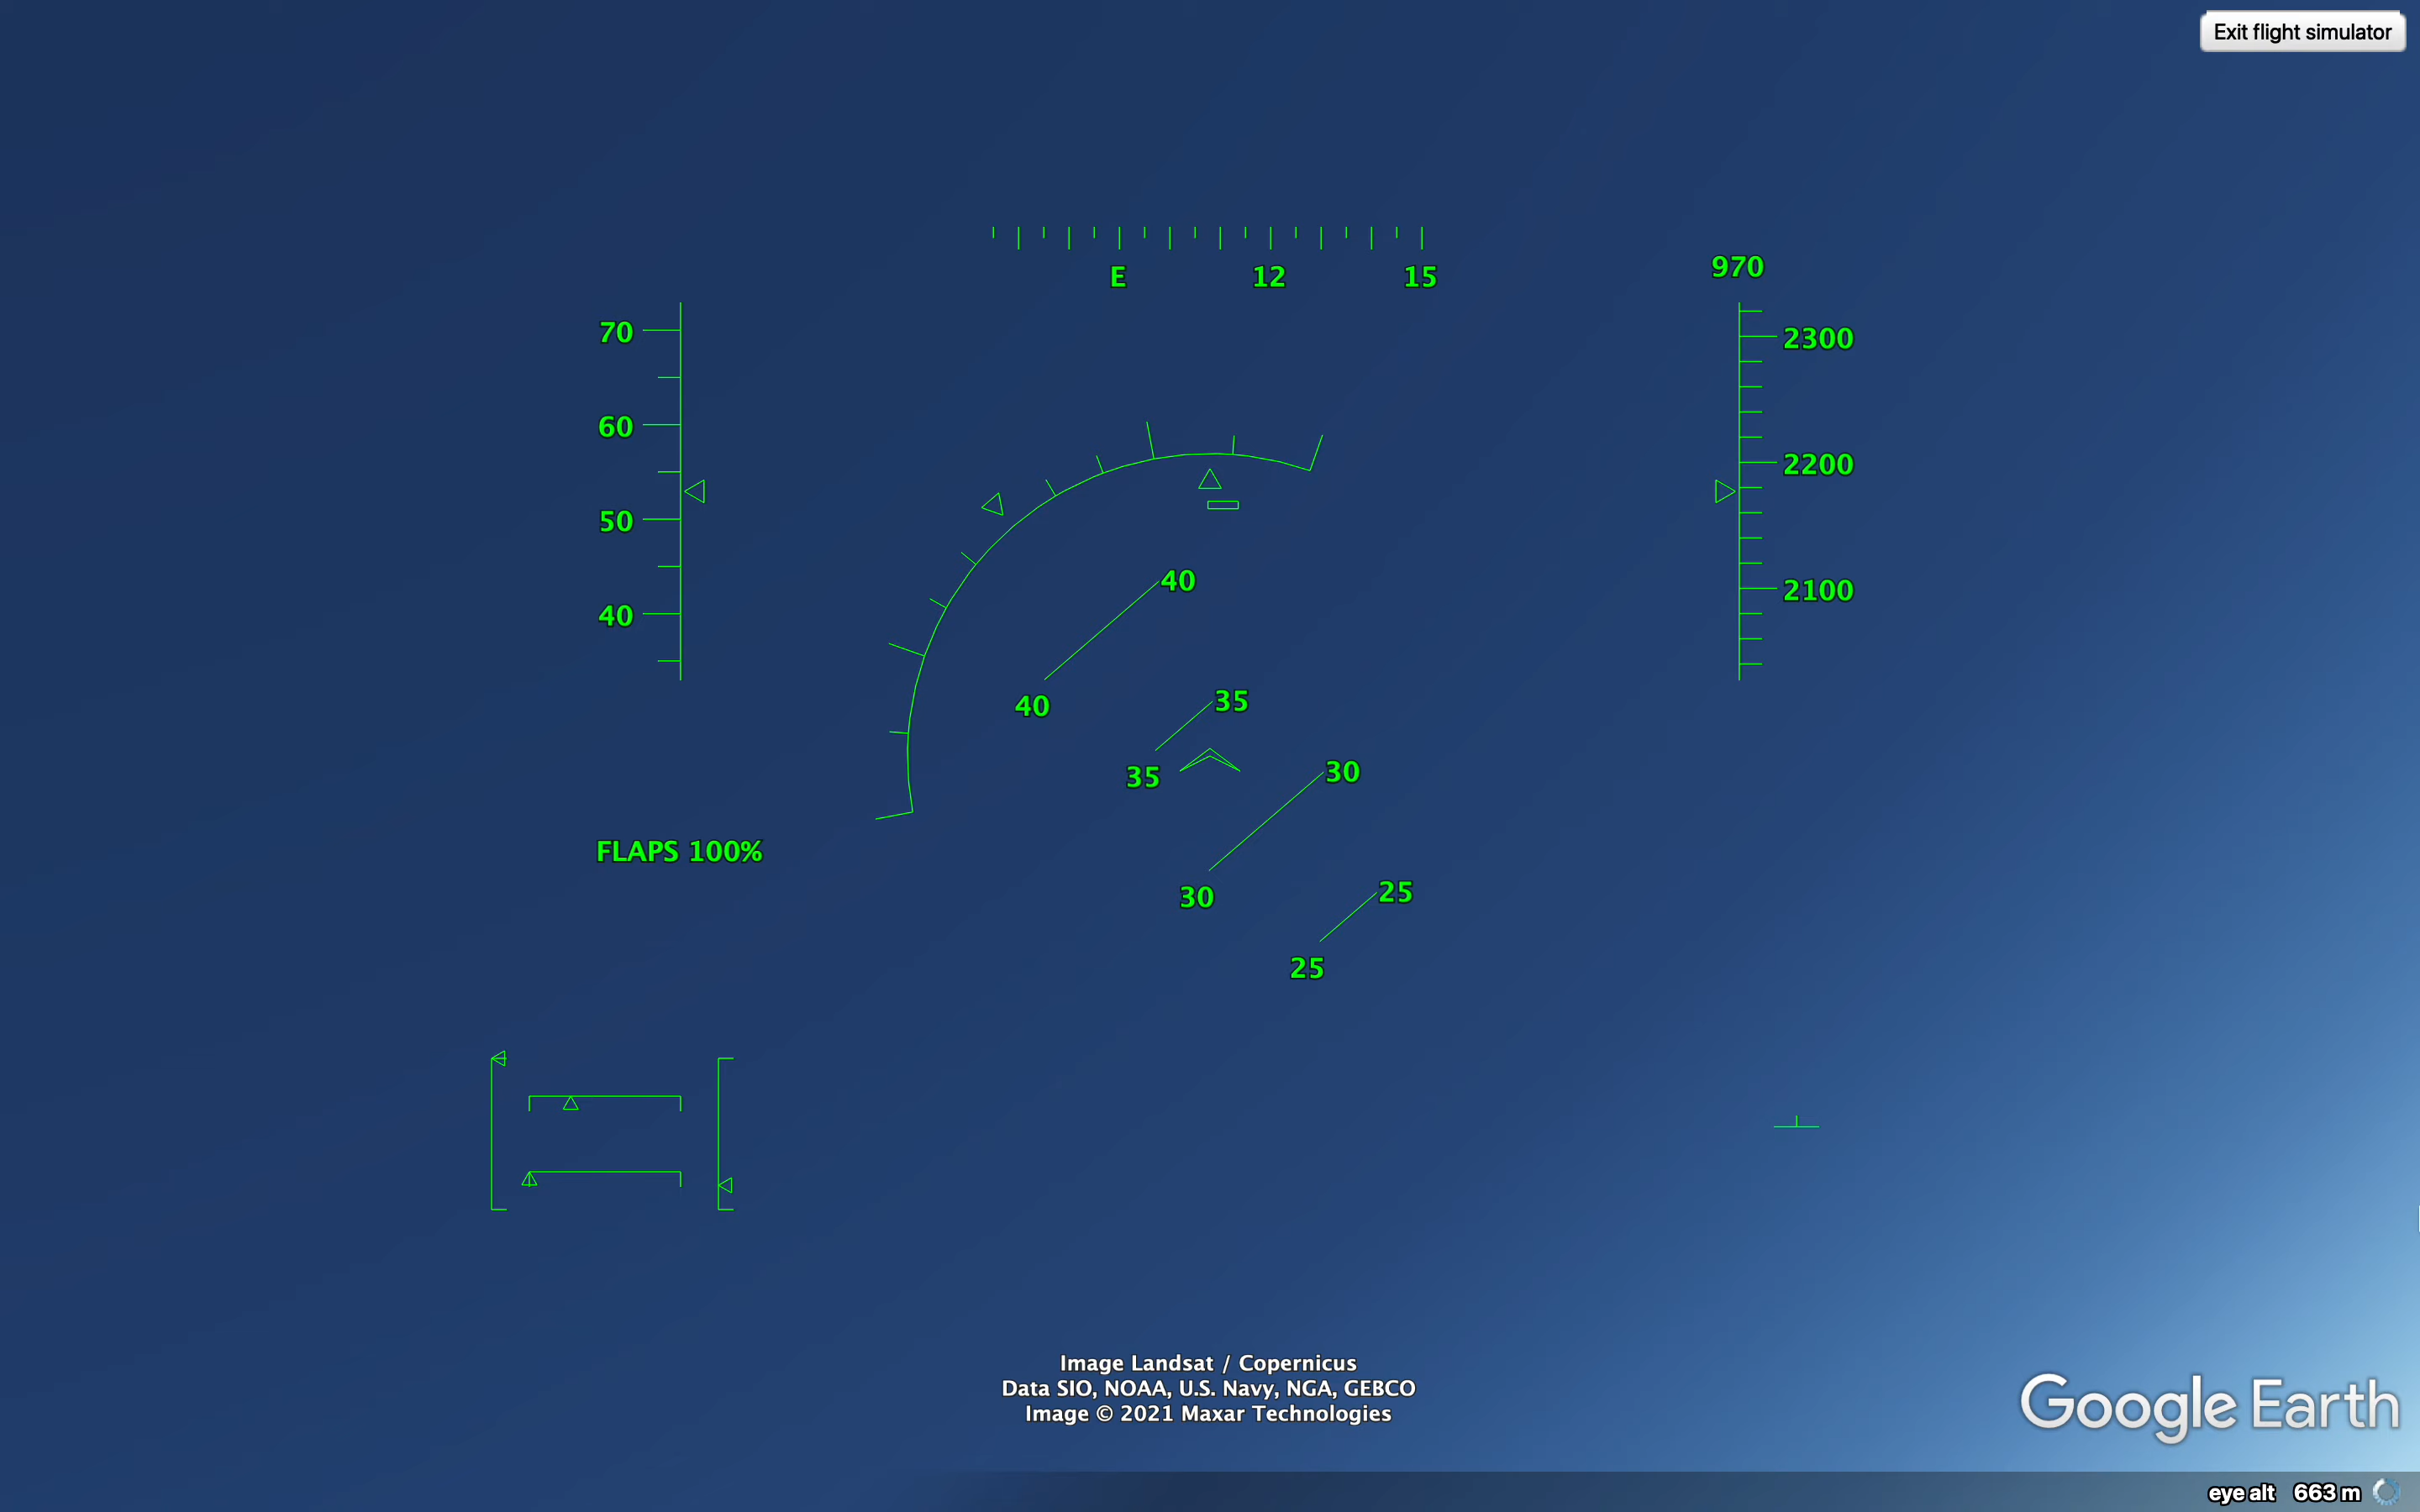 Exit flight simulator
E 12 15
970
70
60
50
40
2300
2200
2100
40
40
35
35
30
30
25
25
FLAPS 100%
Image Landsat / Copernicus
Data SIO, NOAA, U.S. Navy, NGA, GEBCO
Image © 2021 Maxar Technologies
Google Earth
eye alt 663 m